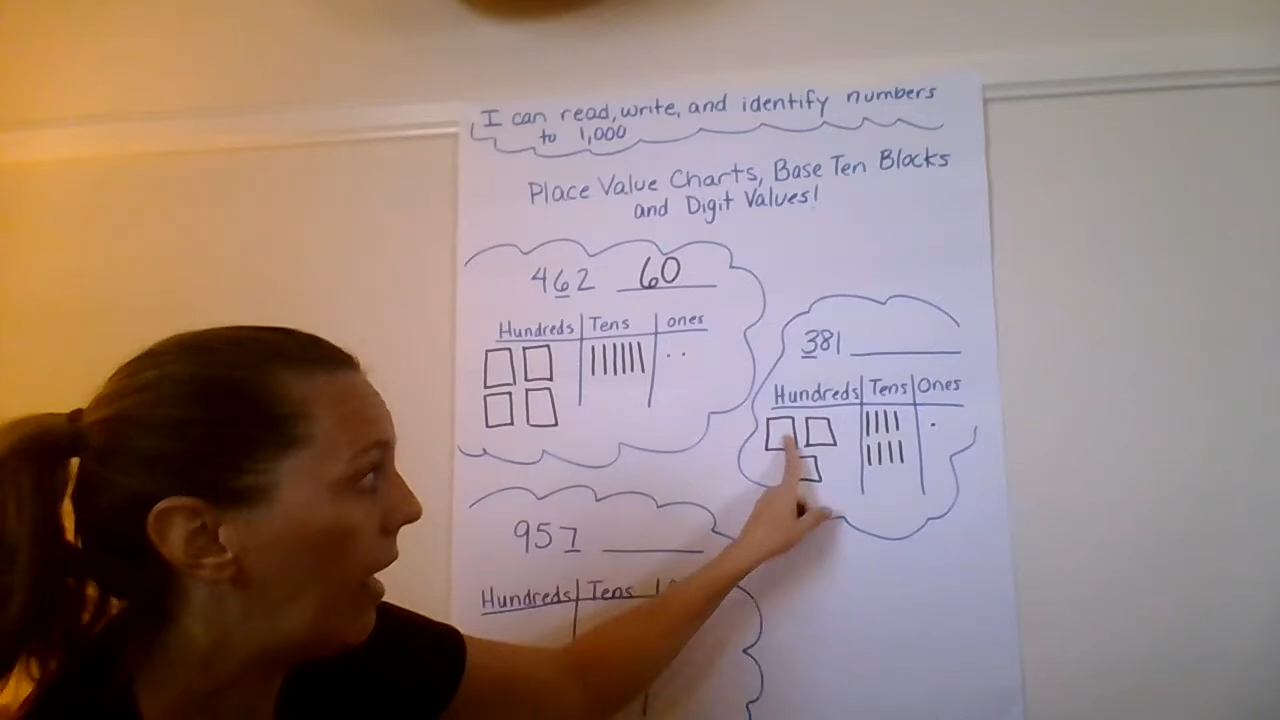 I can read, write, and identify numbers
to 1,000
Place Value Charts, Base Ten Blocks
and Digit Values!
462 60
Hundreds Tens ones
381
Hundreds Tens Ones
957
Hundreds Tens